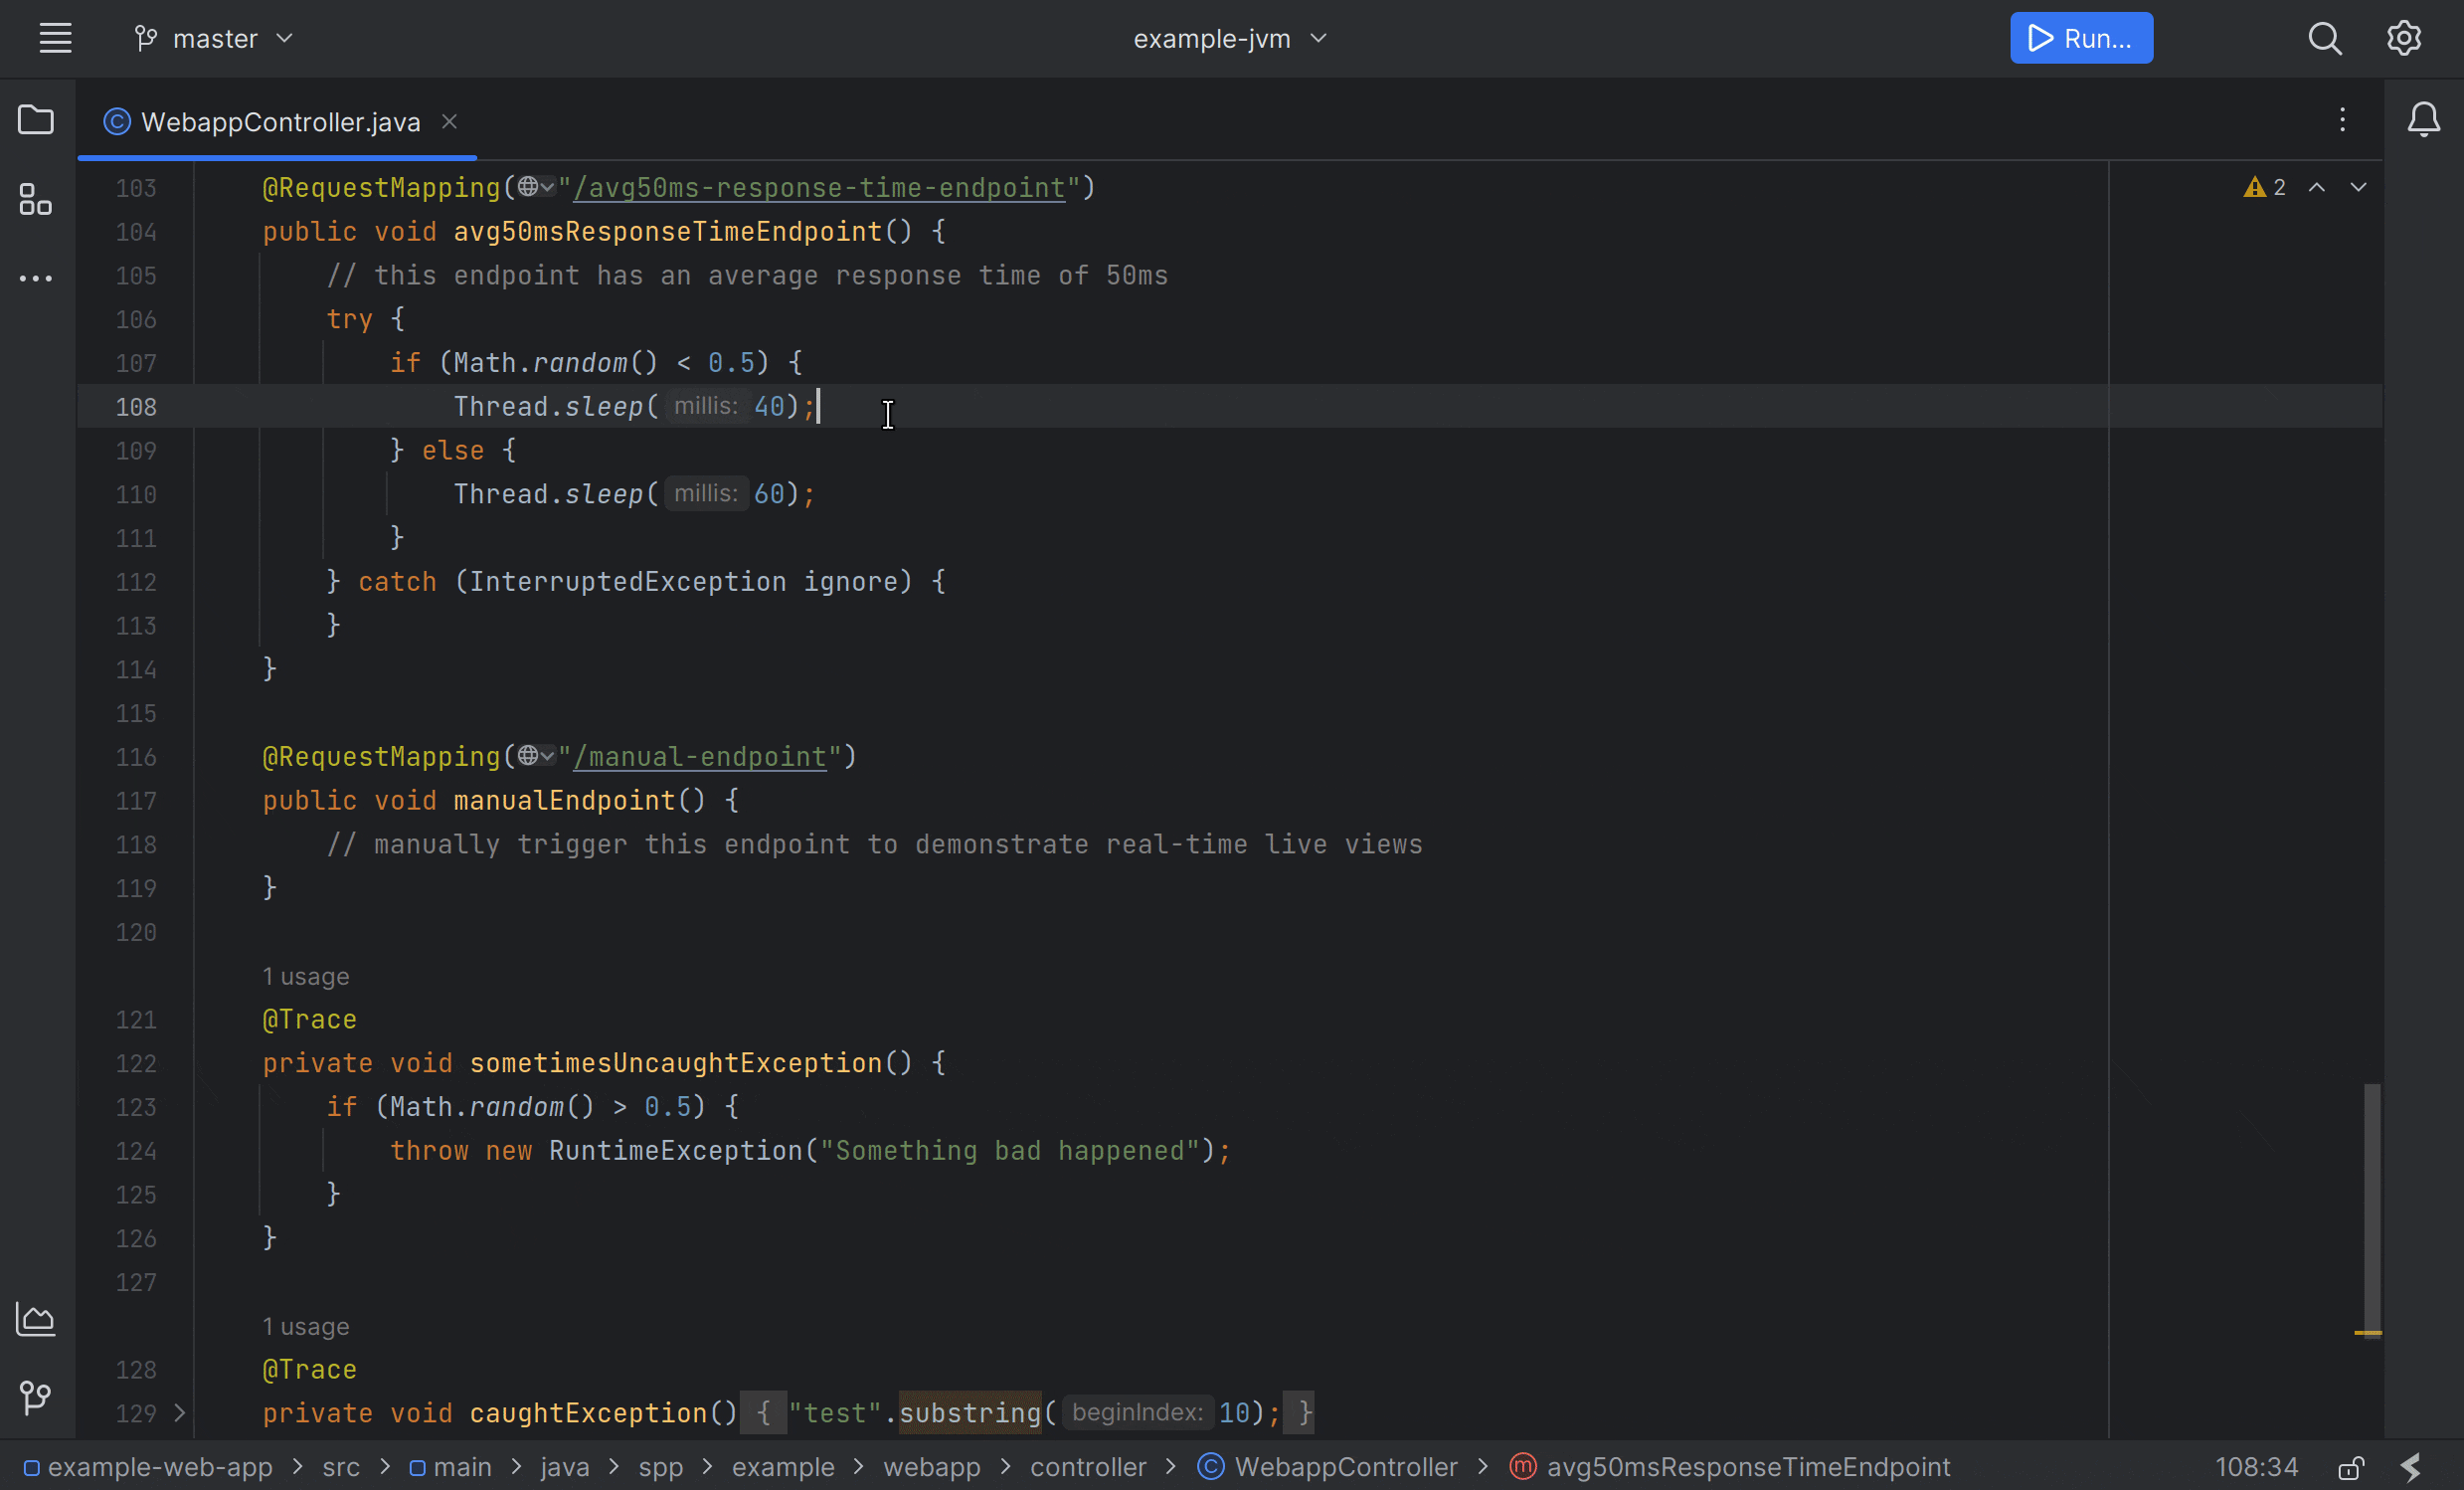 master
example-jvm
Run...
WebappController.java
2
103 @RequestMapping("/avg50ms-response-time-endpoint")
104 public void avg50msResponseTimeEndpoint() {
105 // this endpoint has an average response time of 50ms
106 try {
107 if (Math.random() < 0.5) {
108 Thread.sleep( millis: 40);
109 } else {
110 Thread.sleep( millis: 60);
111 }
112 } catch (InterruptedException ignore) {
113 }
114 }
115
116 @RequestMapping("/manual-endpoint")
117 public void manualEndpoint() {
118 // manually trigger this endpoint to demonstrate real-time live views
119 }
120
1 usage
121 @Trace
122 private void sometimesUncaughtException() {
123 if (Math.random() > 0.5) {
124 throw new RuntimeException("Something bad happened");
125 }
126 }
127
1 usage
128 @Trace
129 private void caughtException() { "test".substring( beginIndex: 10); }
example-web-app > src > main > java > spp > example > webapp > controller > WebappController > avg50msResponseTimeEndpoint 108:34